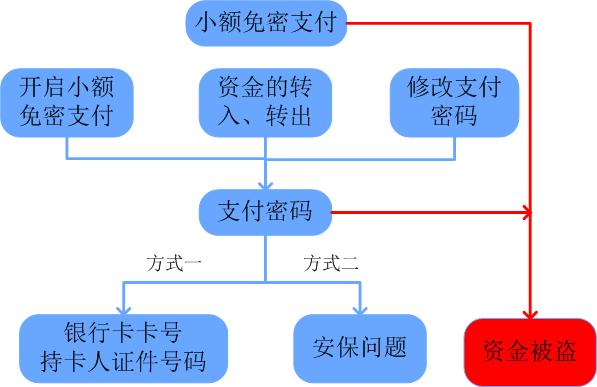 小额免密支付
开启小额
免密支付
资金的转
入、转出
修改支付
密码
支付密码
方式一
方式二
银行卡卡号
持卡人证件号码
安保问题
资金被盗